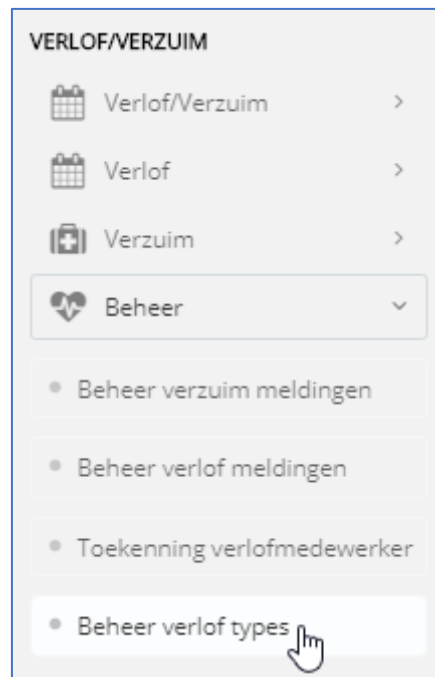 VERLOF/VERZUIM
Verlof/Verzuim
Verlof
Verzuim
Beheer
Beheer verzuim meldingen
Beheer verlof meldingen
Toekenning verlofmedewerker
Beheer verlof types